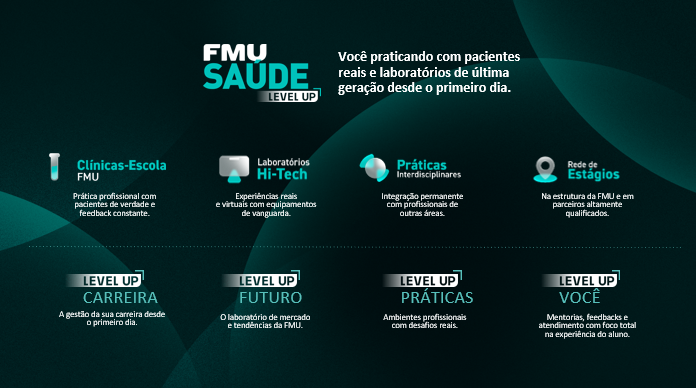 FMU
SAÚDE
LEVEL UP
Você praticando com pacientes
reais e laboratórios de última
geração desde o primeiro dia.
Clínicas-Escola
FMU
Prática profissional com
pacientes de verdade e
feedback constante.
Laboratórios
Hi-Tech
Experiências reais
e virtuais com equipamentos
de vanguarda.
Práticas
Interdisciplinares
Integração permanente
com profissionais de
outras áreas.
Rede de
Estágios
Na estrutura da FMU e em
parceiros altamente
qualificados.
LEVEL UP
CARREIRA
A gestão da sua carreira desde
o primeiro dia.
LEVEL UP
FUTURO
O laboratório de mercado
e tendências da FMU.
LEVEL UP
PRÁTICAS
Ambientes profissionais
com desafios reais.
LEVEL UP
VOCÊ
Mentorias, feedbacks e
atendimento com foco total
na experiência do aluno.